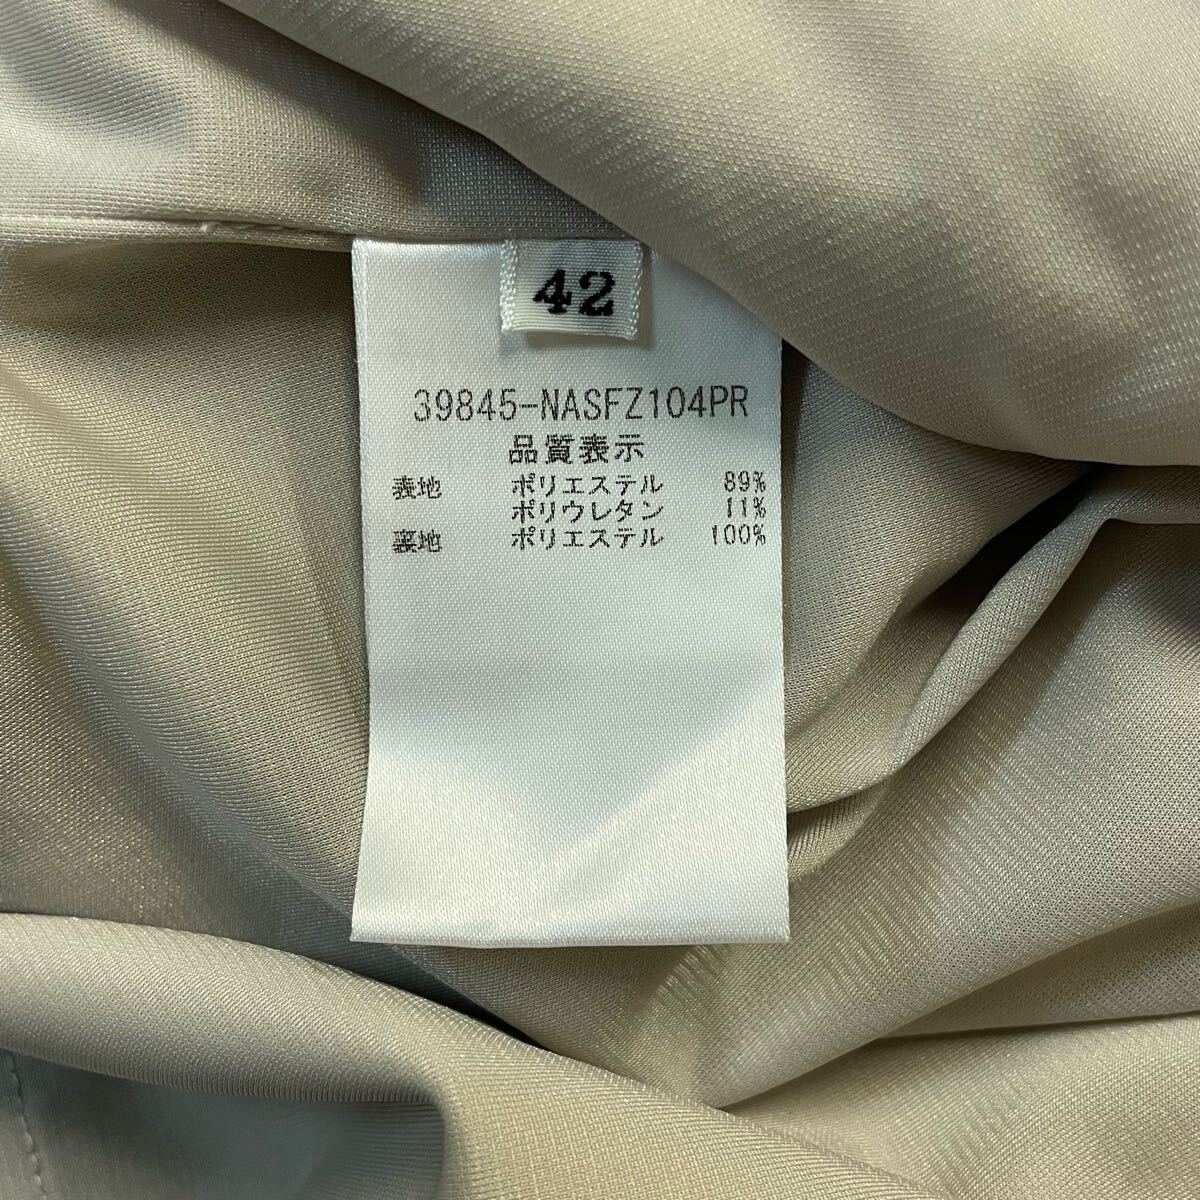 42
39845-NASFZ104PR
品質表示
表地 ポリエステル 89%
ポリウレタン 11%
裏地 ポリエステル 100%